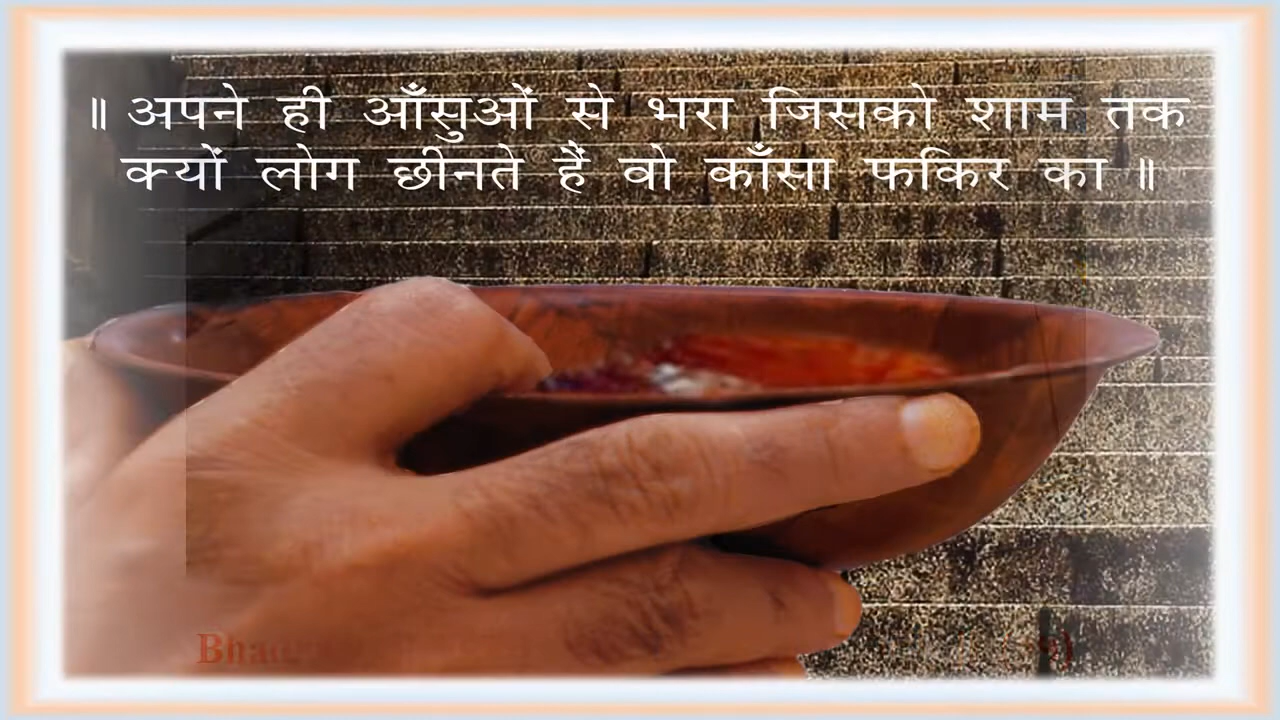 ॥ अपने ही आँसुओं से भरा जिसको शाम तक
क्यों लोग छीनते हैं वो काँसा फकिर का ॥